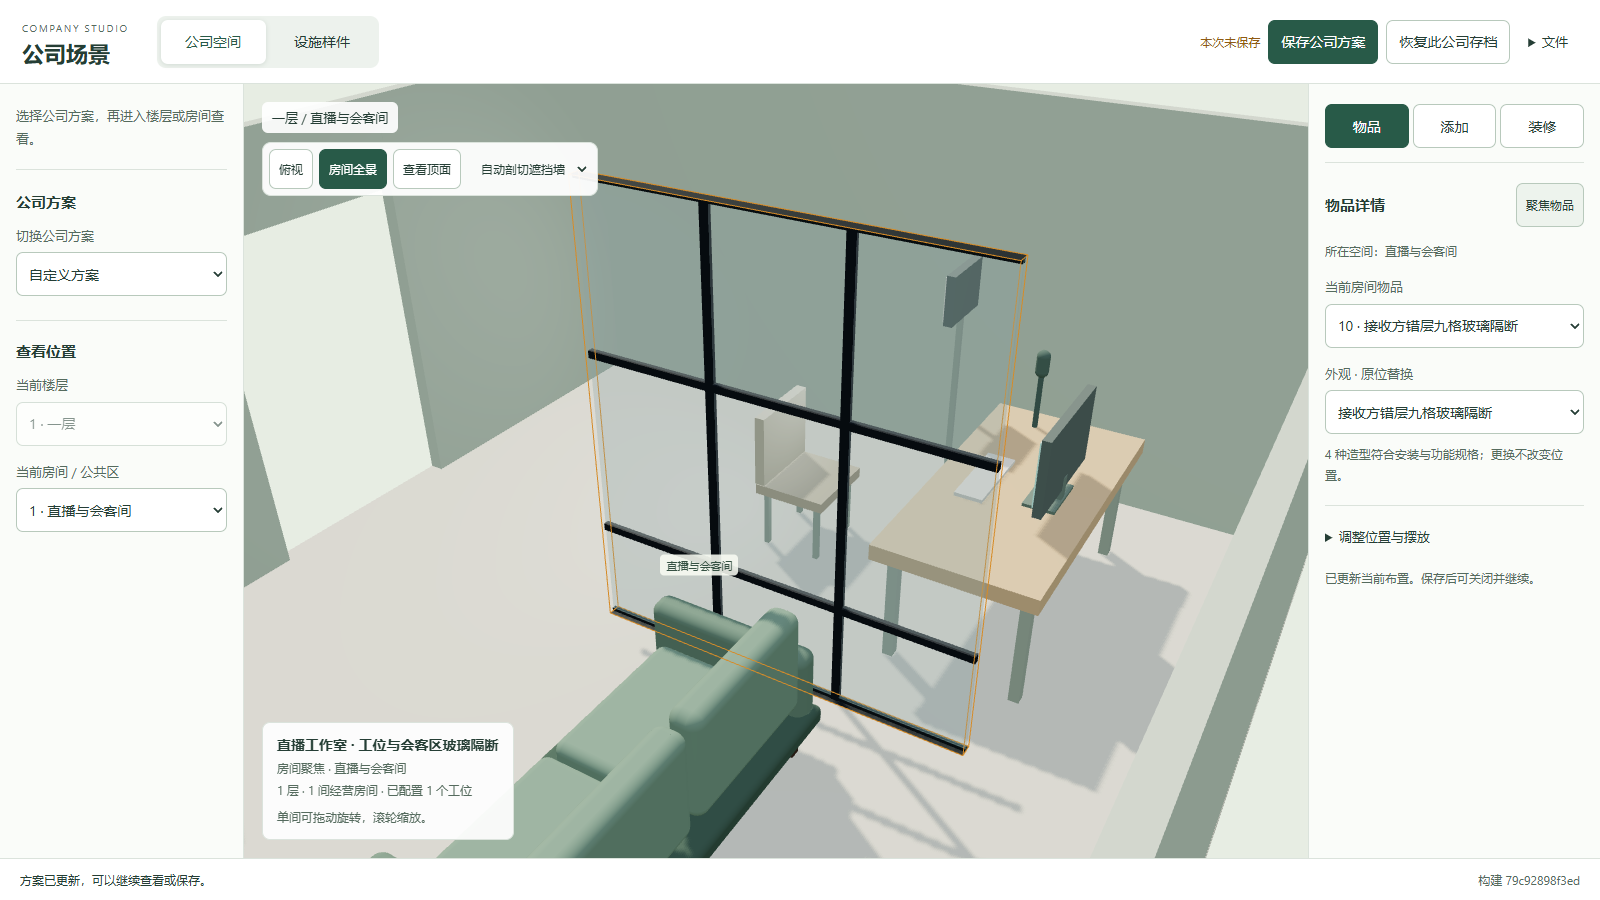 COMPANY STUDIO
公司场景
公司空间
设施样件
本次未保存
保存公司方案
恢复此公司存档
文件
选择公司方案，再进入楼层或房间查
看。
公司方案
切换公司方案
自定义方案
查看位置
当前楼层
1 · 一层
当前房间 / 公共区
1 · 直播与会客间
一层 / 直播与会客间
俯视
房间全景
查看顶面
自动剖切遮挡墙
直播与会客间
直播工作室 · 工位与会客区玻璃隔断
房间聚焦 · 直播与会客间
1 层 · 1 间经营房间 · 已配置 1 个工位
单间可拖动旋转，滚轮缩放。
物品
添加
装修
物品详情
聚焦物品
所在空间：直播与会客间
当前房间物品
10 · 接收方错层九格玻璃隔断
外观 · 原位替换
接收方错层九格玻璃隔断
4 种造型符合安装与功能规格；更换不改变位
置。
调整位置与摆放
已更新当前布置。保存后可关闭并继续。
方案已更新，可以继续查看或保存。
构建 79c92898f3ed